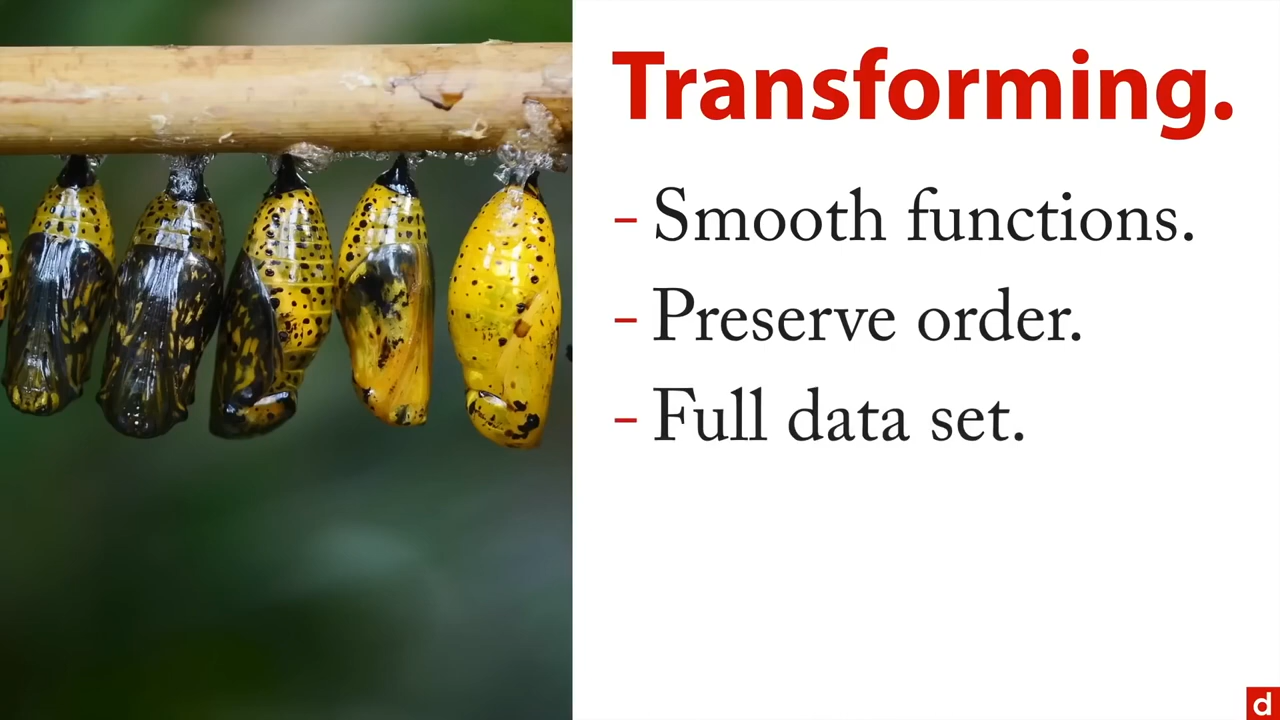 Transforming.
- Smooth functions.
- Preserve order.
- Full data set.
d